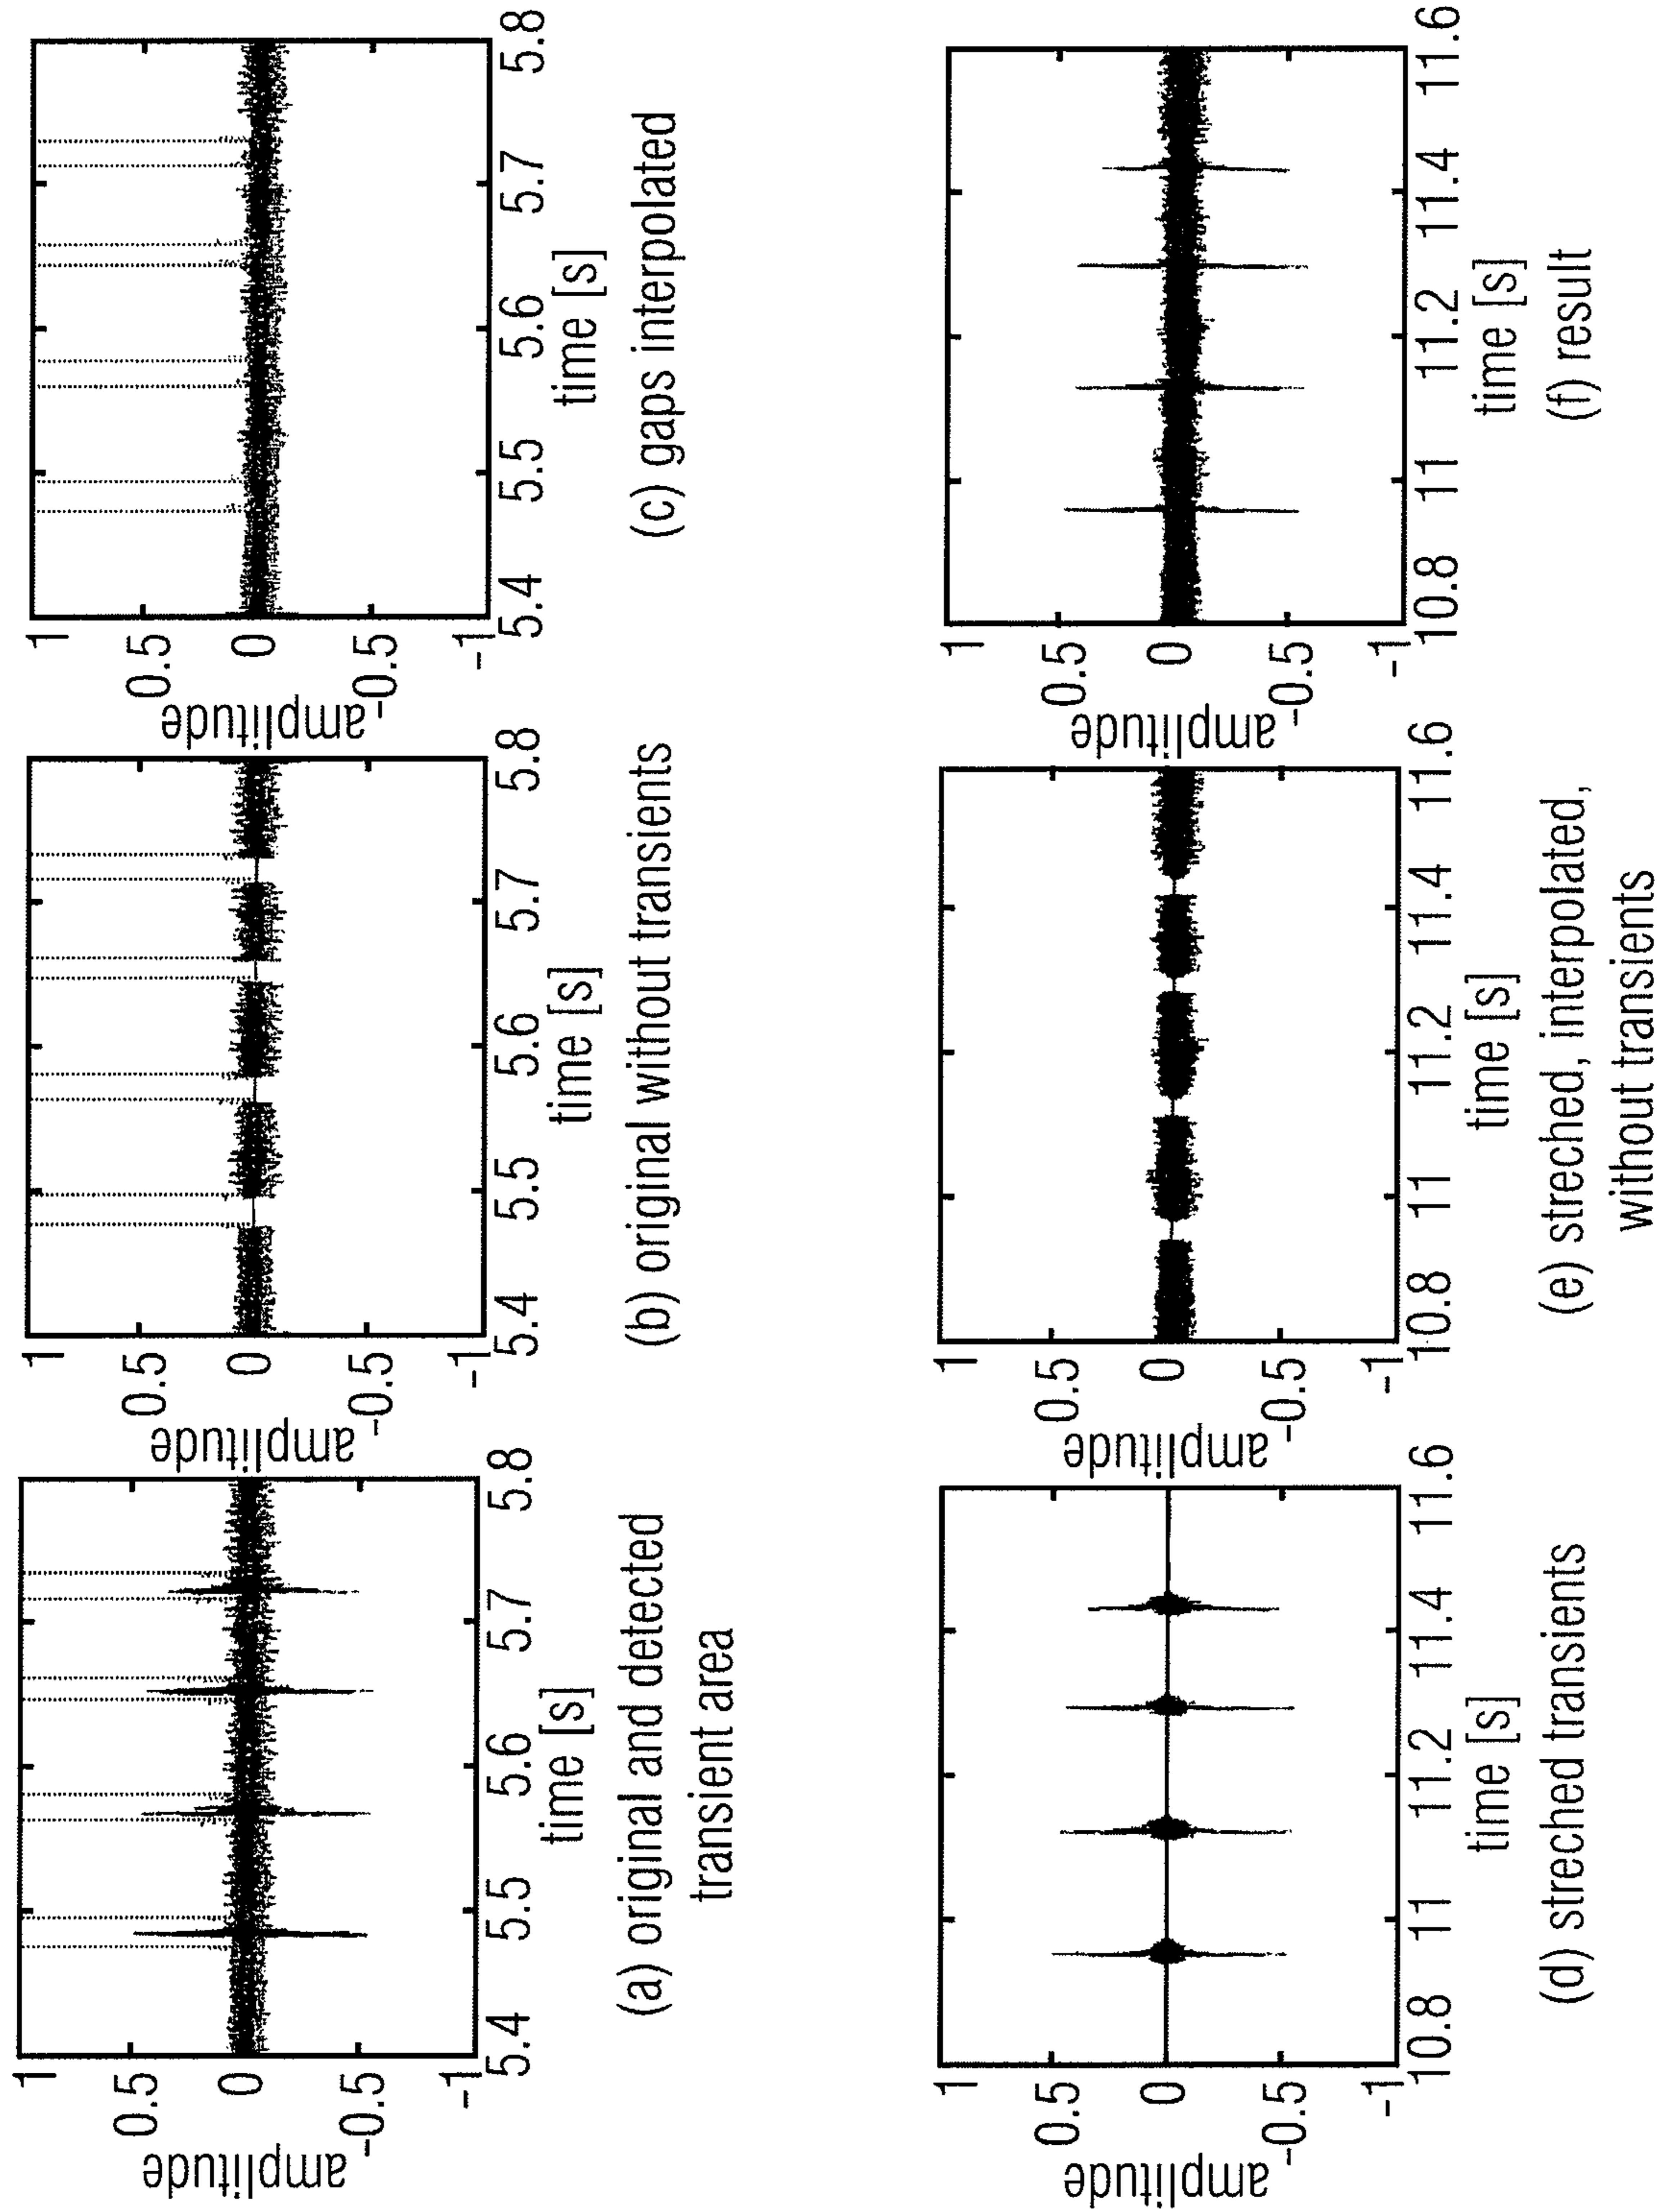 1
0.5
0
-0.5
-1
amplitude
5.4 5.5 5.6 5.7 5.8
time [s]
(a) original and detected
transient area
1
0.5
0
-0.5
-1
amplitude
5.4 5.5 5.6 5.7 5.8
time [s]
(b) original without transients
1
0.5
0
-0.5
-1
amplitude
5.4 5.5 5.6 5.7 5.8
time [s]
(c) gaps interpolated
1
0.5
0
-0.5
-1
amplitude
10.8 11 11.2 11.4 11.6
time [s]
(d) streched transients
1
0.5
0
-0.5
-1
amplitude
10.8 11 11.2 11.4 11.6
time [s]
(e) streched, interpolated,
without transients
1
0.5
0
-0.5
-1
amplitude
10.8 11 11.2 11.4 11.6
time [s]
(f) result